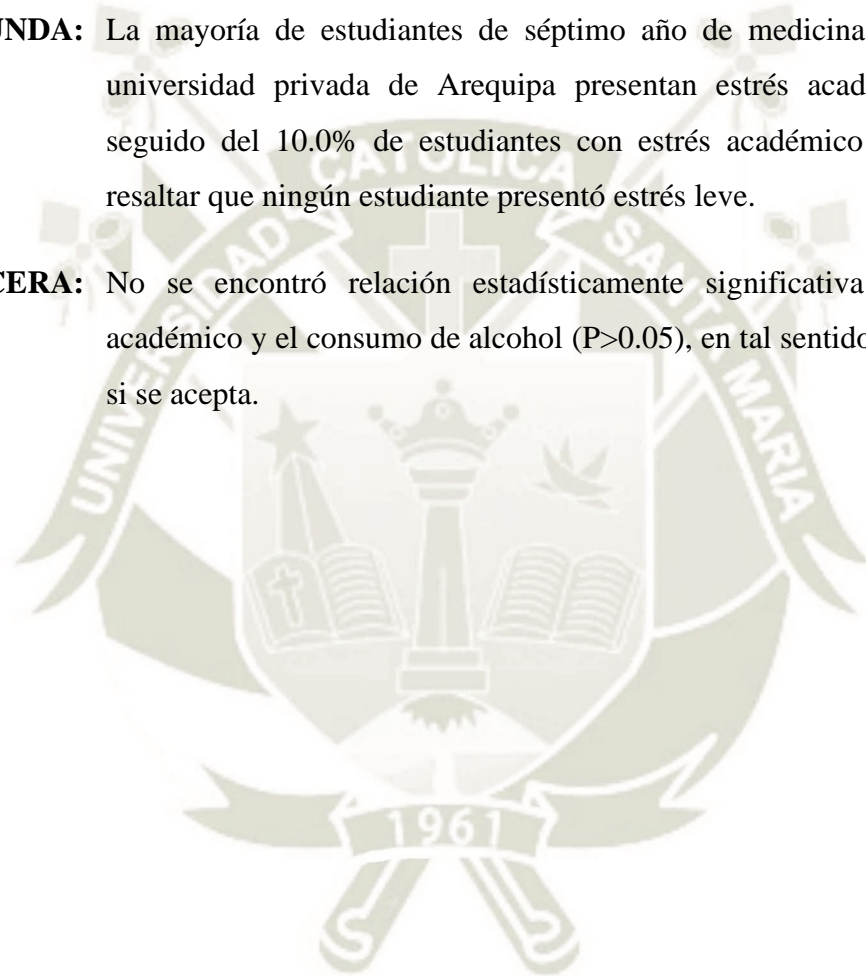 UNDA: La mayoría de estudiantes de séptimo año de medicina
universidad privada de Arequipa presentan estrés acad
seguido del 10.0% de estudiantes con estrés académico
resaltar que ningún estudiante presentó estrés leve.
CERA: No se encontró relación estadísticamente significativa
académico y el consumo de alcohol (P>0.05), en tal sentido
si se acepta.
UNIVERSIDAD CATOLICA SANTA MARIA
1961